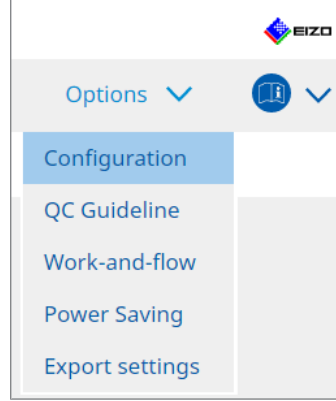 EIZO
Options
Configuration
QC Guideline
Work-and-flow
Power Saving
Export settings